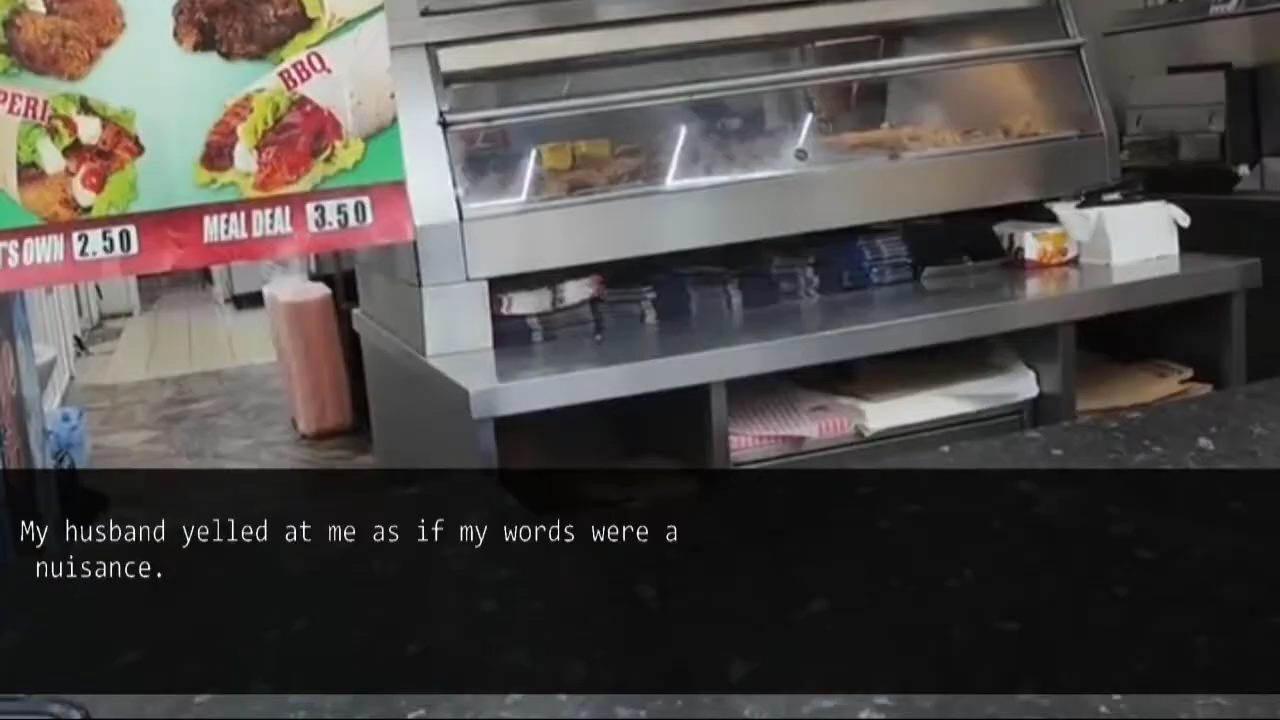 BBQ
PERI
T'S OWN 2.50 MEAL DEAL 3.50
My husband yelled at me as if my words were a
nuisance.